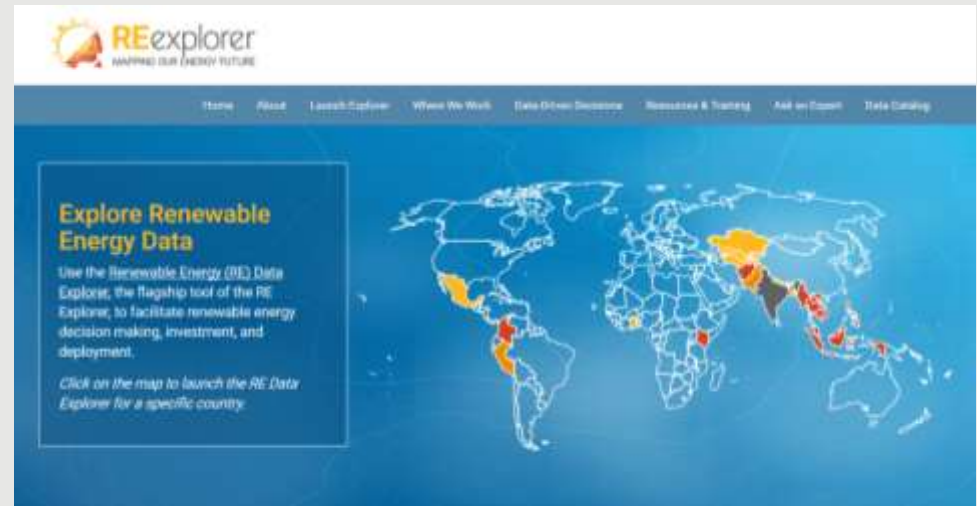 REexplorer
MAPPING OUR ENERGY FUTURE
Home About Launch Explorer Where We Work Data-Driven Decisions Resources & Training Ask an Expert Data Catalog
Explore Renewable
Energy Data
Use the Renewable Energy (RE) Data
Explorer, the flagship tool of the RE
Explorer, to facilitate renewable energy
decision making, investment, and
deployment.
Click on the map to launch the RE Data
Explorer for a specific country.